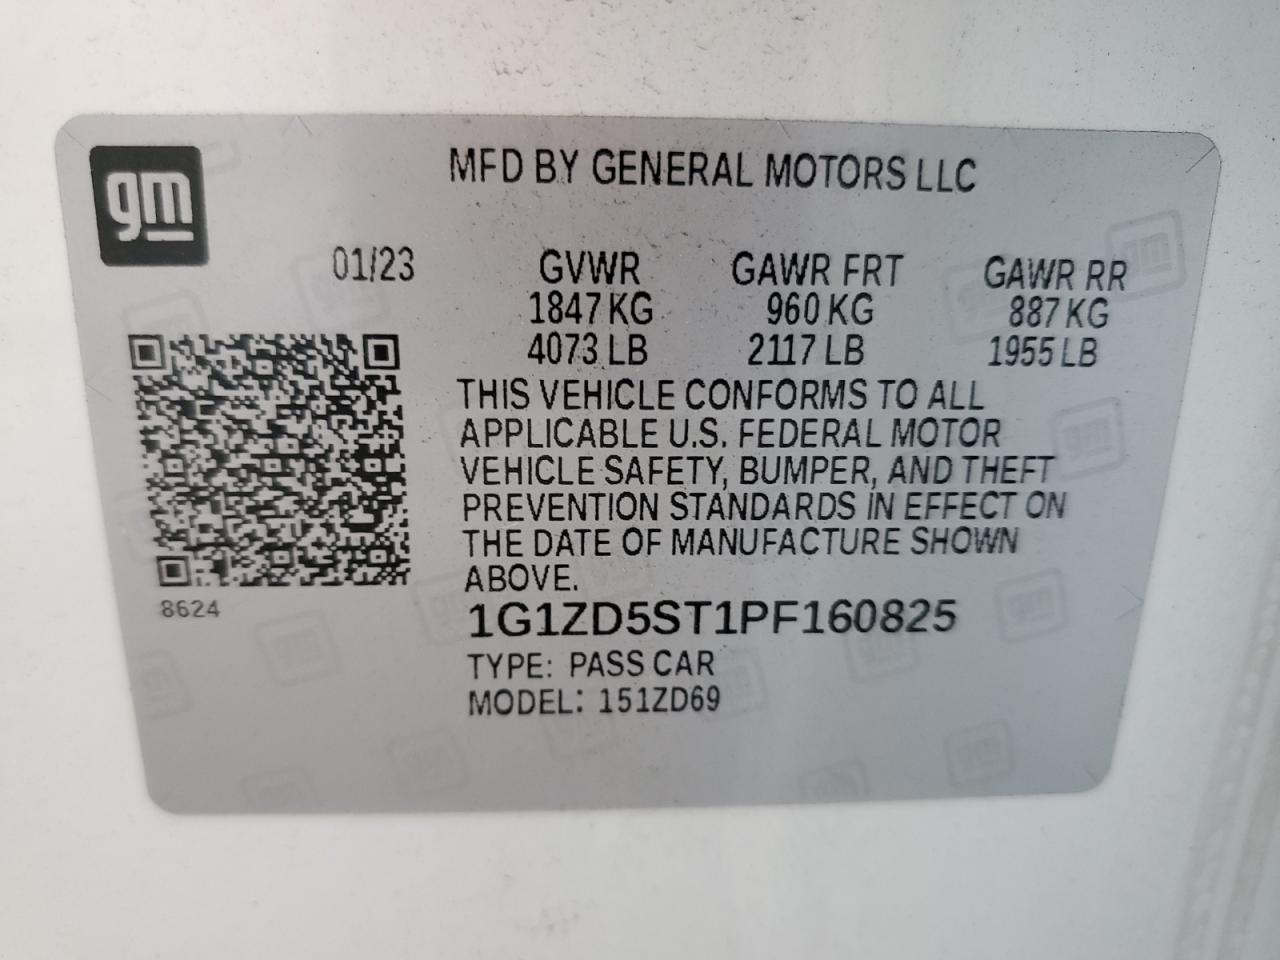 gm
MFD BY GENERAL MOTORS LLC
01/23 GVWR GAWR FRT GAWR RR
1847 KG 960 KG 887 KG
4073 LB 2117 LB 1955 LB
THIS VEHICLE CONFORMS TO ALL
APPLICABLE U.S. FEDERAL MOTOR
VEHICLE SAFETY, BUMPER, AND THEFT
PREVENTION STANDARDS IN EFFECT ON
THE DATE OF MANUFACTURE SHOWN
ABOVE.
8624
1G1ZD5ST1PF160825
TYPE: PASS CAR
MODEL: 151ZD69